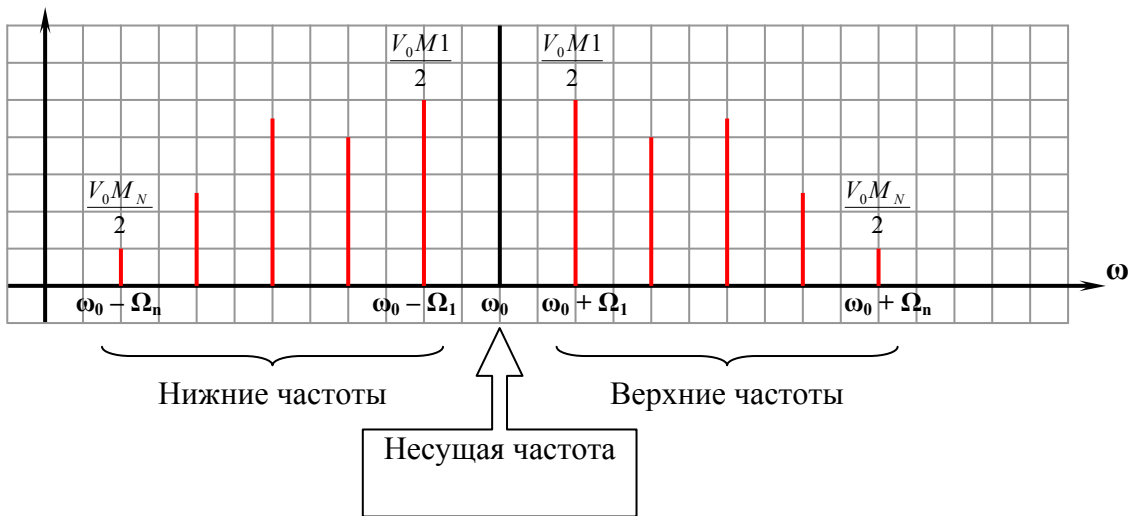 V₀M1
2
V₀M1
2
V₀M_N
2
V₀M_N
2
ω
ω₀ – Ωₙ
ω₀ – Ω₁
ω₀
ω₀ + Ω₁
ω₀ + Ωₙ
Нижние частоты
Верхние частоты
Несущая частота